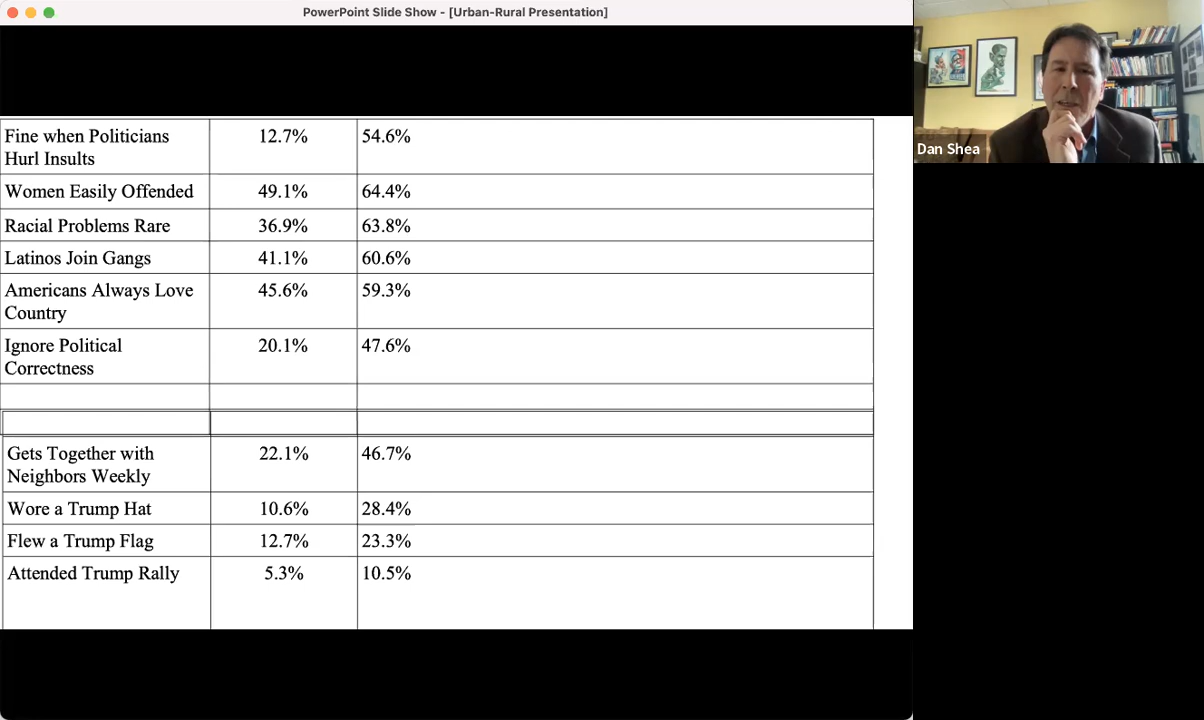 PowerPoint Slide Show - [Urban-Rural Presentation]
Fine when Politicians Hurl Insults 12.7% 54.6%
Women Easily Offended 49.1% 64.4%
Racial Problems Rare 36.9% 63.8%
Latinos Join Gangs 41.1% 60.6%
Americans Always Love Country 45.6% 59.3%
Ignore Political Correctness 20.1% 47.6%
Gets Together with Neighbors Weekly 22.1% 46.7%
Wore a Trump Hat 10.6% 28.4%
Flew a Trump Flag 12.7% 23.3%
Attended Trump Rally 5.3% 10.5%
Dan Shea